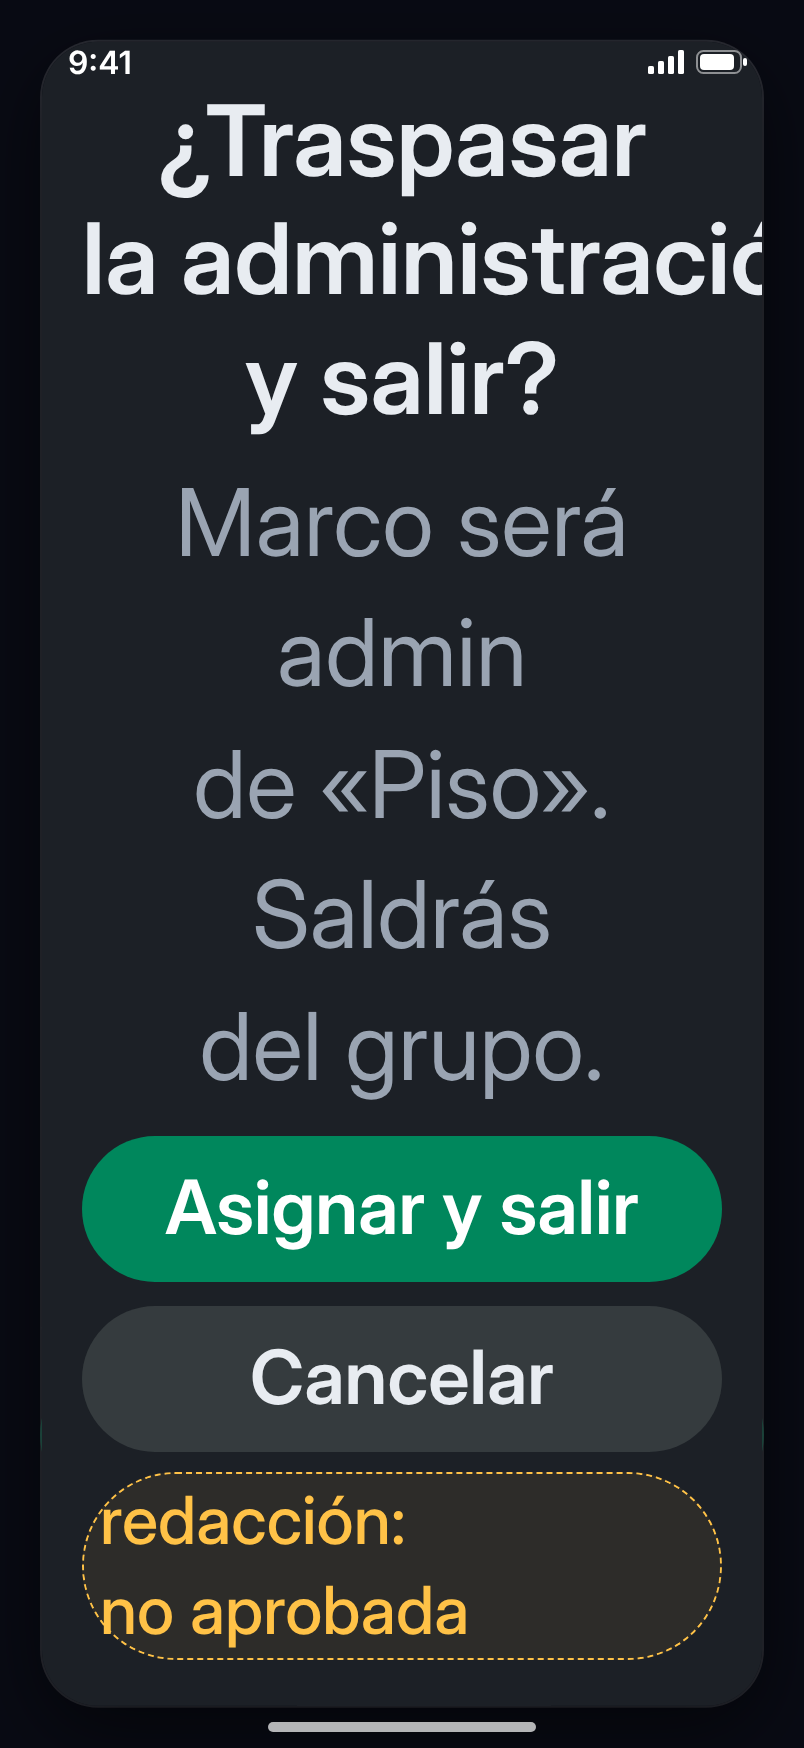 9:41
¿Traspasar
la administració
y salir?
Marco será
admin
de «Piso».
Saldrás
del grupo.
Asignar y salir
Cancelar
redacción:
no aprobada